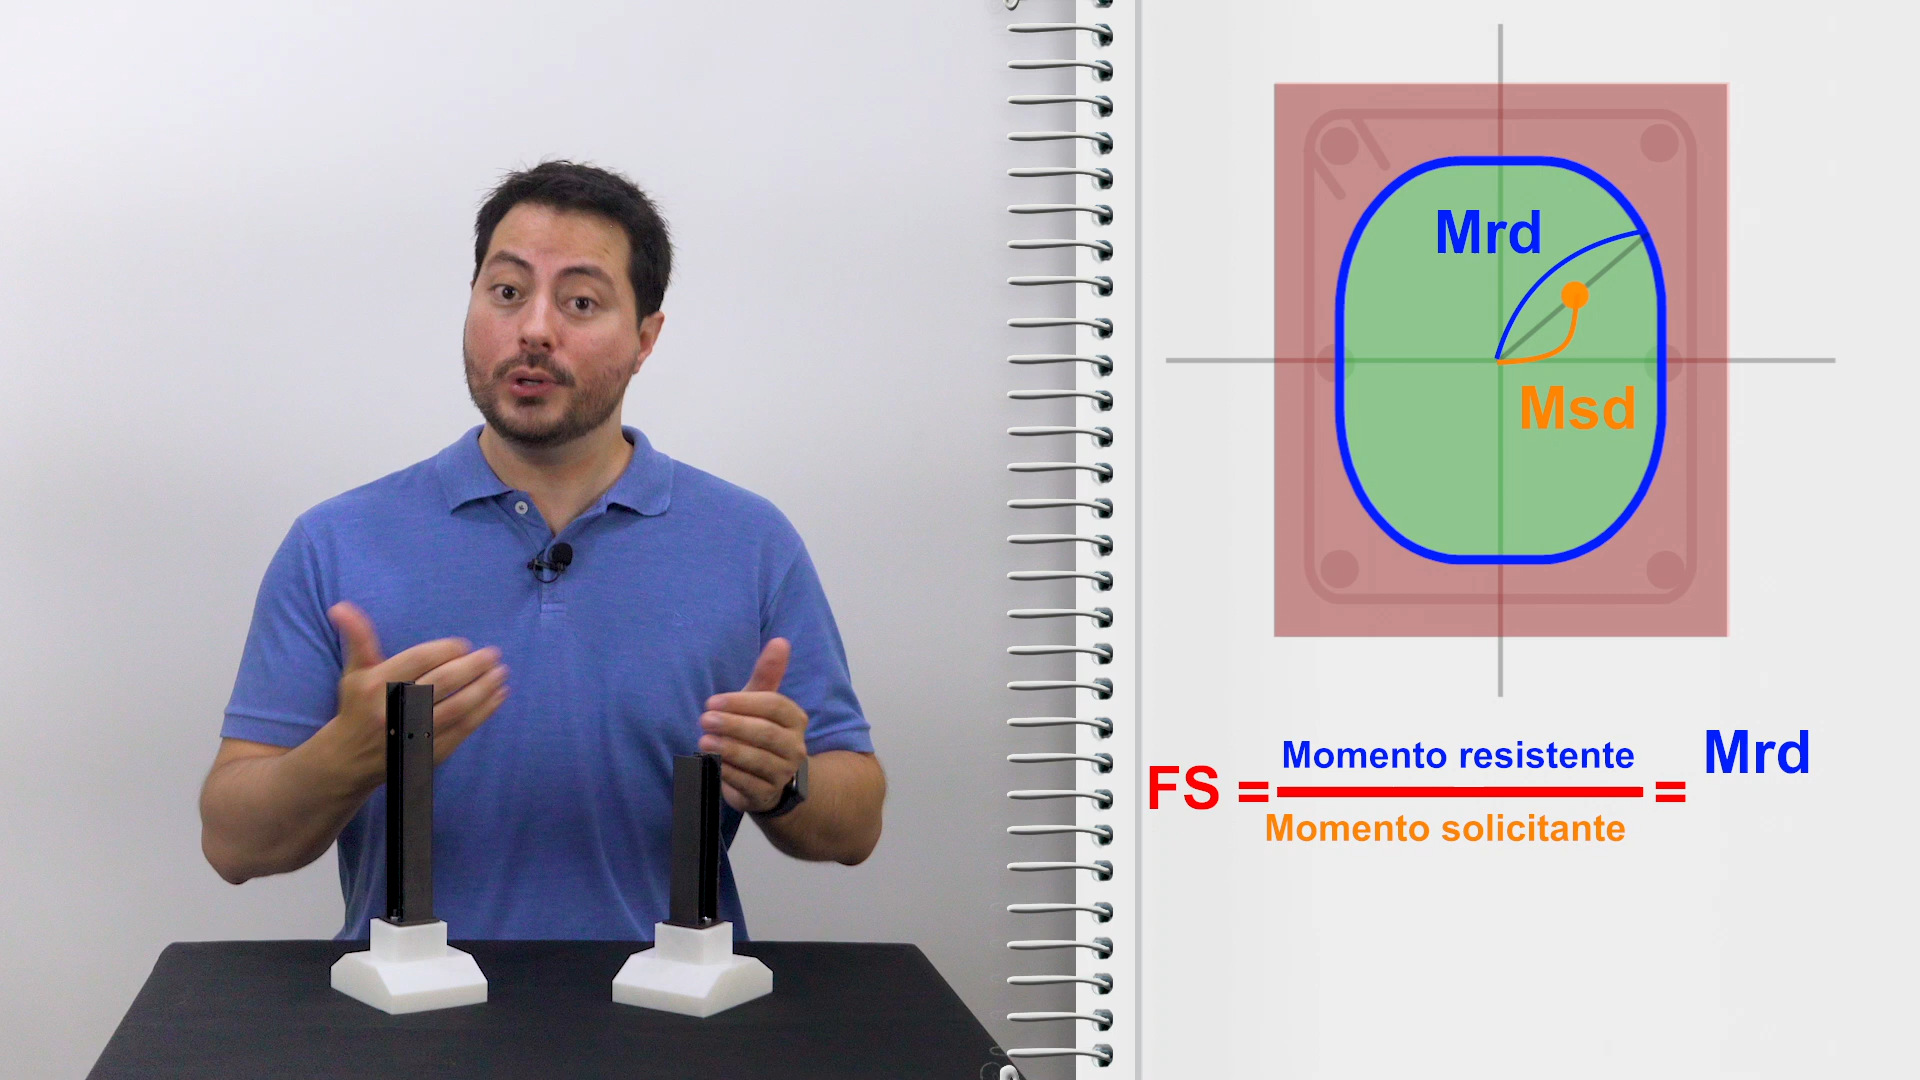 Mrd
Msd
FS = Momento resistente = Mrd
Momento solicitante